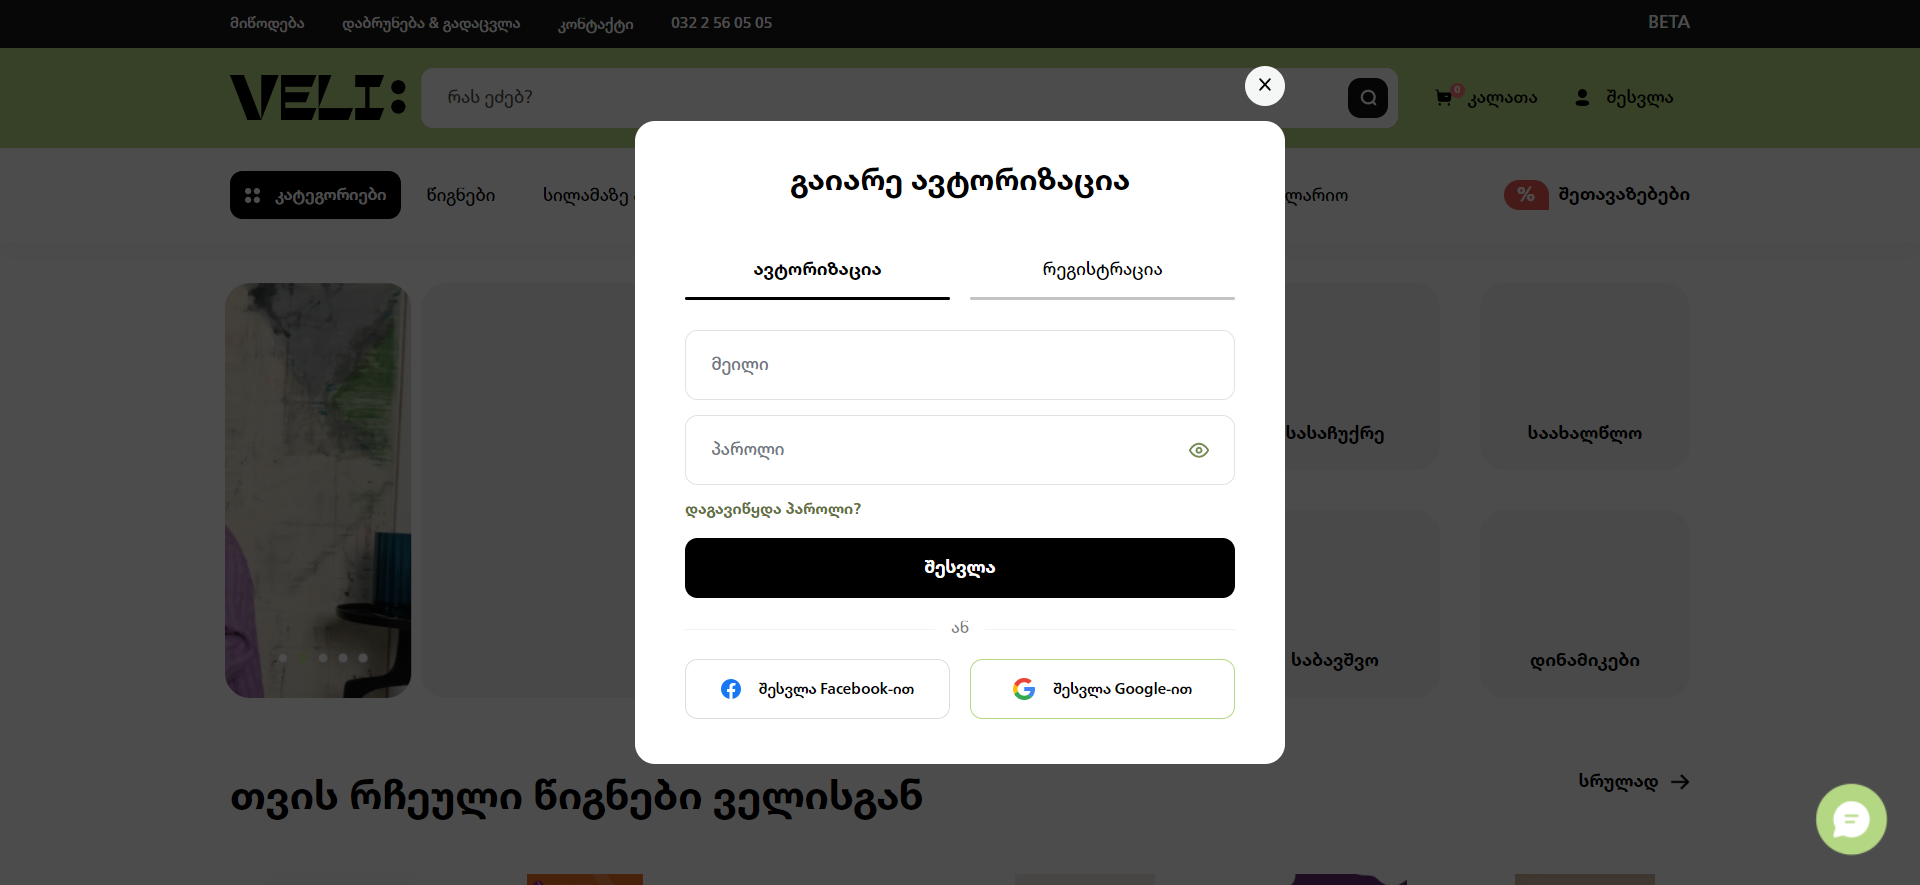 მიწოდება დაბრუნება & გადაცვლა კონტაქტი 032 2 56 05 05 BETA
VELI: რას ეძებ? 0 კალათა შესვლა
კატეგორიები წიგნები სილამაზე ლარიო % შეთავაზებები
გაიარე ავტორიზაცია
ავტორიზაცია რეგისტრაცია
მეილი
პაროლი
დაგავიწყდა პაროლი?
შესვლა
ან
შესვლა Facebook-ით შესვლა Google-ით
სასაჩუქრე საახალწლო
საბავშვო დინამიკები
თვის რჩეული წიგნები ველისგან სრულად